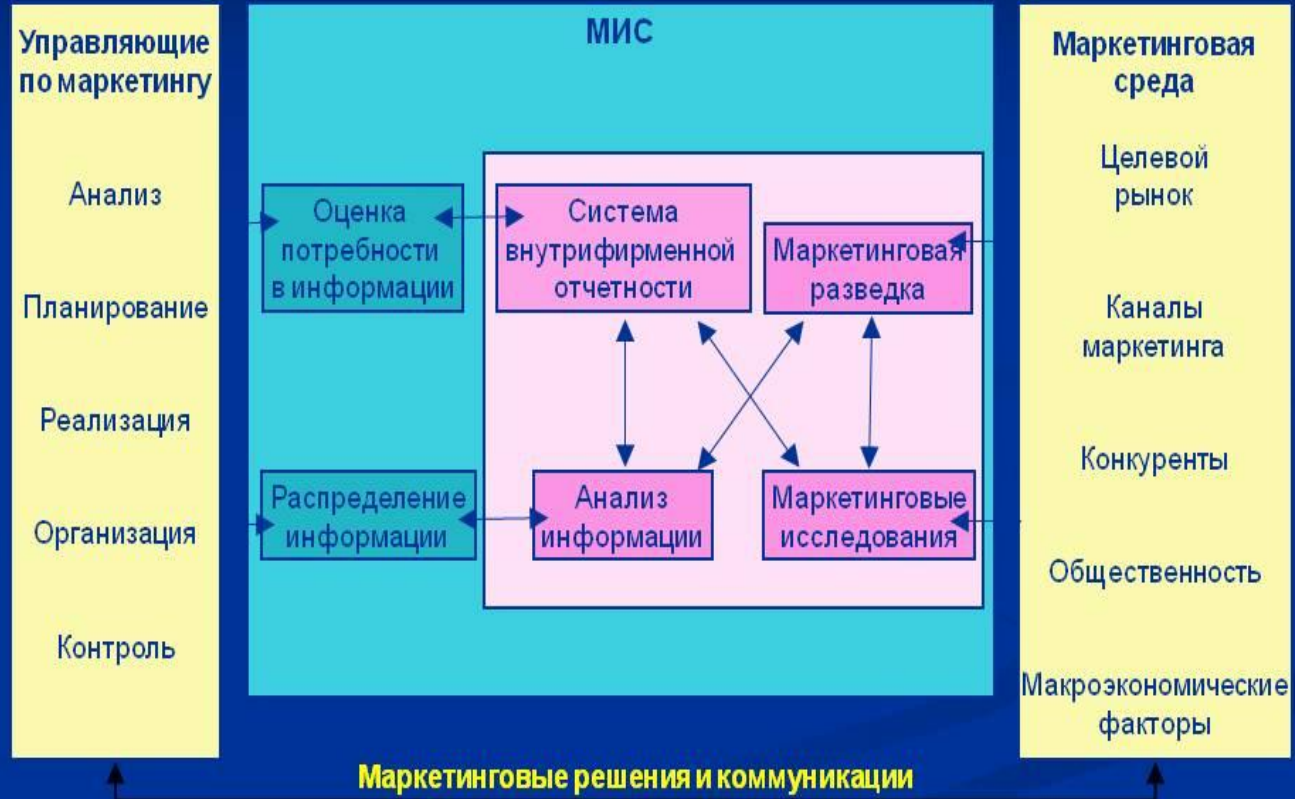 Управляющие
по маркетингу
Анализ
Планирование
Реализация
Организация
Контроль
МИС
Оценка
потребности
в информации
Система
внутрифирменной
отчетности
Маркетинговая
разведка
Распределение
информации
Анализ
информации
Маркетинговые
исследования
Маркетинговая
среда
Целевой
рынок
Каналы
маркетинга
Конкуренты
Общественность
Макроэкономические
факторы
Маркетинговые решения и коммуникации